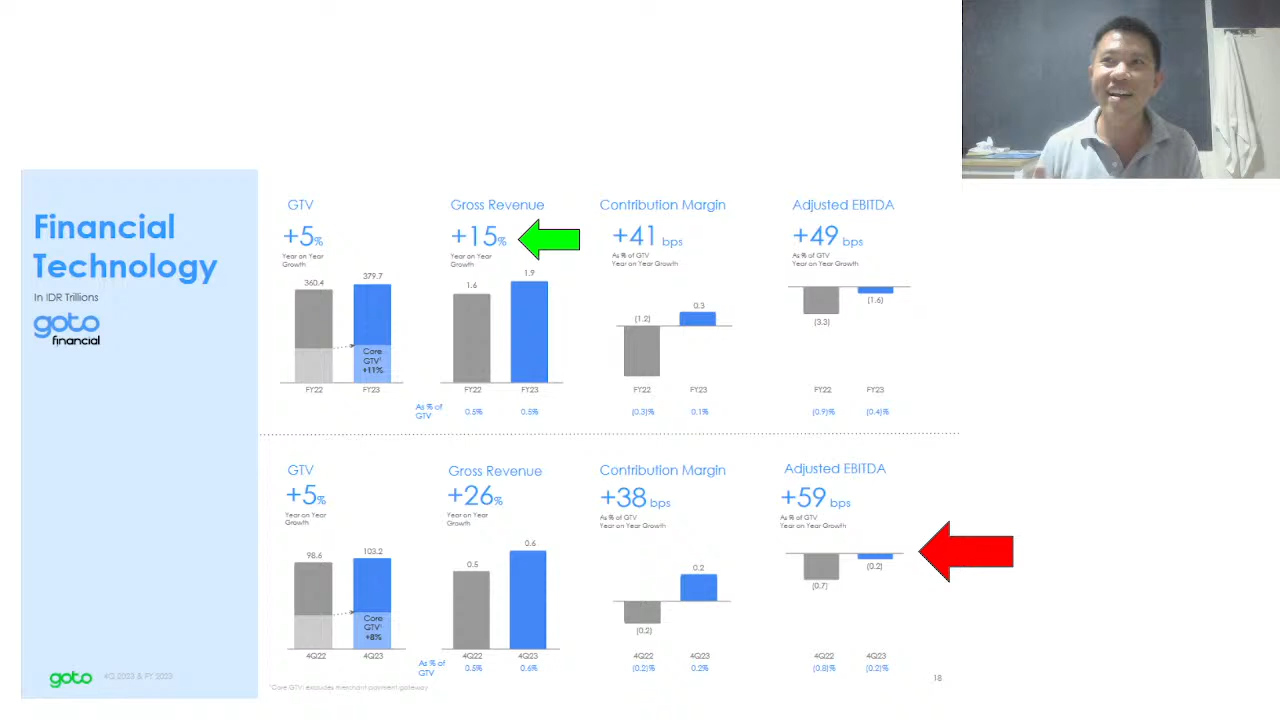 Financial
Technology
In IDR Trillions
goto
financial
GTV
+5%
Year on Year
Growth
360.4
379.7
Core
GTV¹
+11%
FY22
FY23
Gross Revenue
+15%
Year on Year
Growth
1.6
1.9
FY22
FY23
As % of
GTV
0.5%
0.5%
Contribution Margin
+41 bps
As % of GTV
Year on Year Growth
(1.2)
0.3
FY22
FY23
(0.3)%
0.1%
Adjusted EBITDA
+49 bps
As % of GTV
Year on Year Growth
(3.3)
(1.6)
FY22
FY23
(0.9)%
(0.4)%
GTV
+5%
Year on Year
Growth
98.6
103.2
Core
GTV¹
+8%
4Q22
4Q23
Gross Revenue
+26%
Year on Year
Growth
0.5
0.6
4Q22
4Q23
As % of
GTV
0.5%
0.6%
Contribution Margin
+38 bps
As % of GTV
Year on Year Growth
(0.2)
0.2
4Q22
4Q23
(0.2)%
0.2%
Adjusted EBITDA
+59 bps
As % of GTV
Year on Year Growth
(0.7)
(0.2)
4Q22
4Q23
(0.8)%
(0.2)%
goto
4Q 2023 & FY 2023
¹Core GTV: excludes merchant payment gateway
18